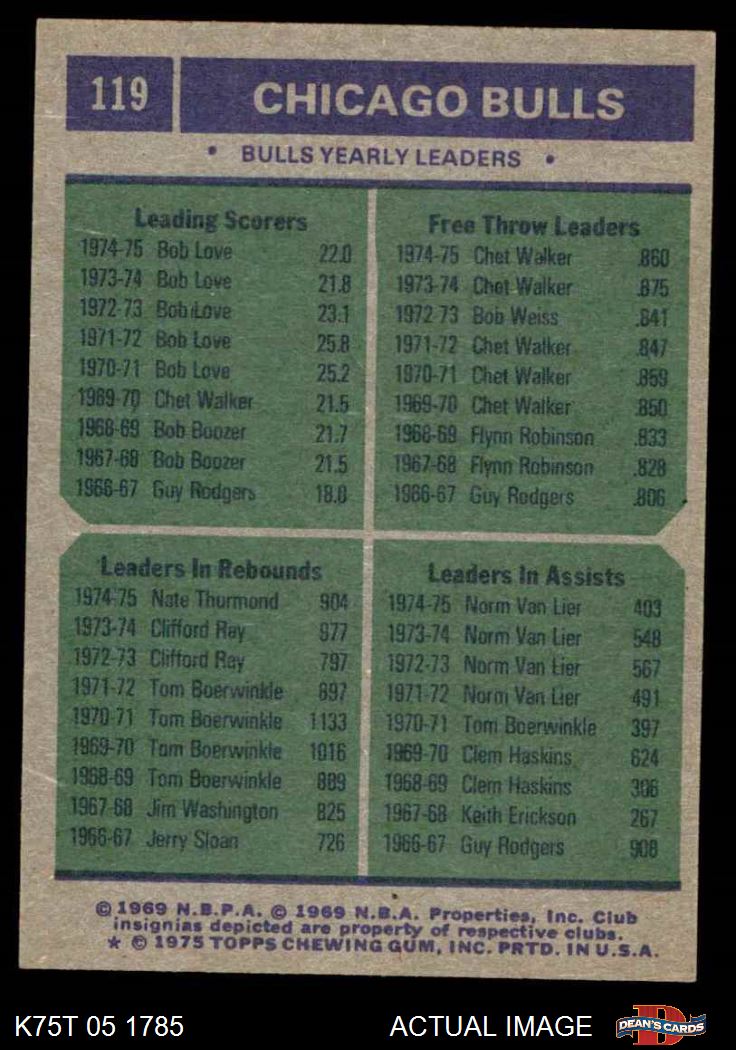 119 CHICAGO BULLS
• BULLS YEARLY LEADERS •
Leading Scorers
1974-75 Bob Love 22.0
1973-74 Bob Love 21.8
1972-73 Bob Love 23.1
1971-72 Bob Love 25.8
1970-71 Bob Love 25.2
1969-70 Chet Walker 21.5
1968-69 Bob Boozer 21.7
1967-68 Bob Boozer 21.5
1966-67 Guy Rodgers 18.0
Free Throw Leaders
1974-75 Chet Walker .860
1973-74 Chet Walker .875
1972-73 Bob Weiss .841
1971-72 Chet Walker .847
1970-71 Chet Walker .859
1969-70 Chet Walker .850
1968-69 Flynn Robinson .833
1967-68 Flynn Robinson .828
1966-67 Guy Rodgers .806
Leaders In Rebounds
1974-75 Nate Thurmond 904
1973-74 Clifford Ray 977
1972-73 Clifford Ray 797
1971-72 Tom Boerwinkle 897
1970-71 Tom Boerwinkle 1133
1969-70 Tom Boerwinkle 1016
1968-69 Tom Boerwinkle 889
1967-68 Jim Washington 825
1966-67 Jerry Sloan 726
Leaders In Assists
1974-75 Norm Van Lier 403
1973-74 Norm Van Lier 548
1972-73 Norm Van Lier 567
1971-72 Norm Van Lier 491
1970-71 Tom Boerwinkle 397
1969-70 Clem Haskins 624
1968-69 Clem Haskins 306
1967-68 Keith Erickson 267
1966-67 Guy Rodgers 908
© 1969 N.B.P.A. © 1969 N.B.A. Properties, Inc. Club
insignias depicted are property of respective clubs.
★ © 1975 TOPPS CHEWING GUM, INC. PRTD. IN U.S.A.
K75T 05 1785 ACTUAL IMAGE D DEAN'S CARDS